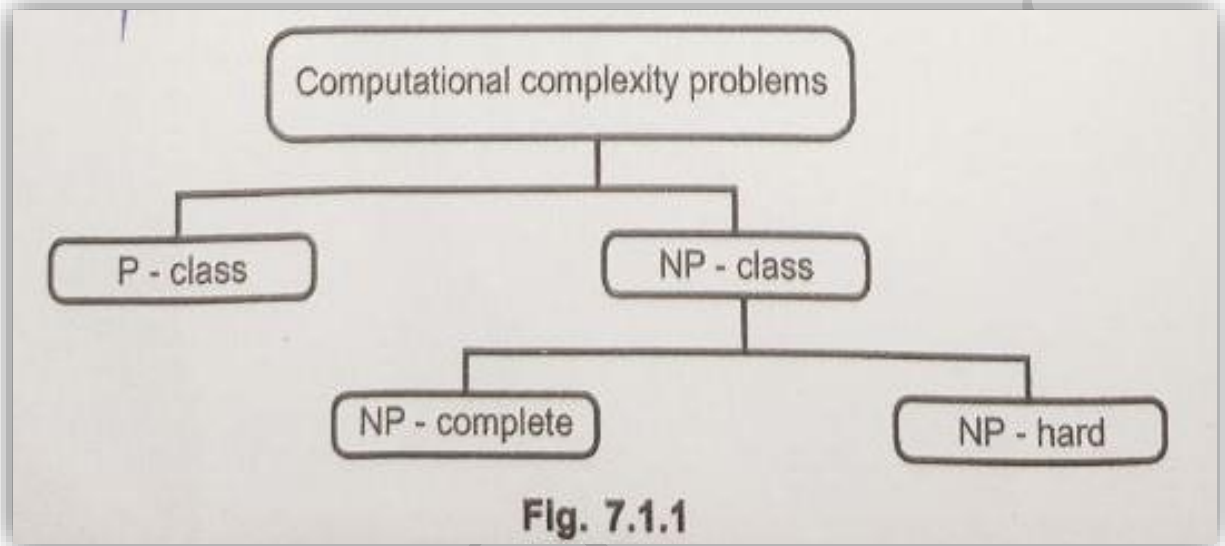 Computational complexity problems
P - class
NP - class
NP - complete
NP - hard
Fig. 7.1.1